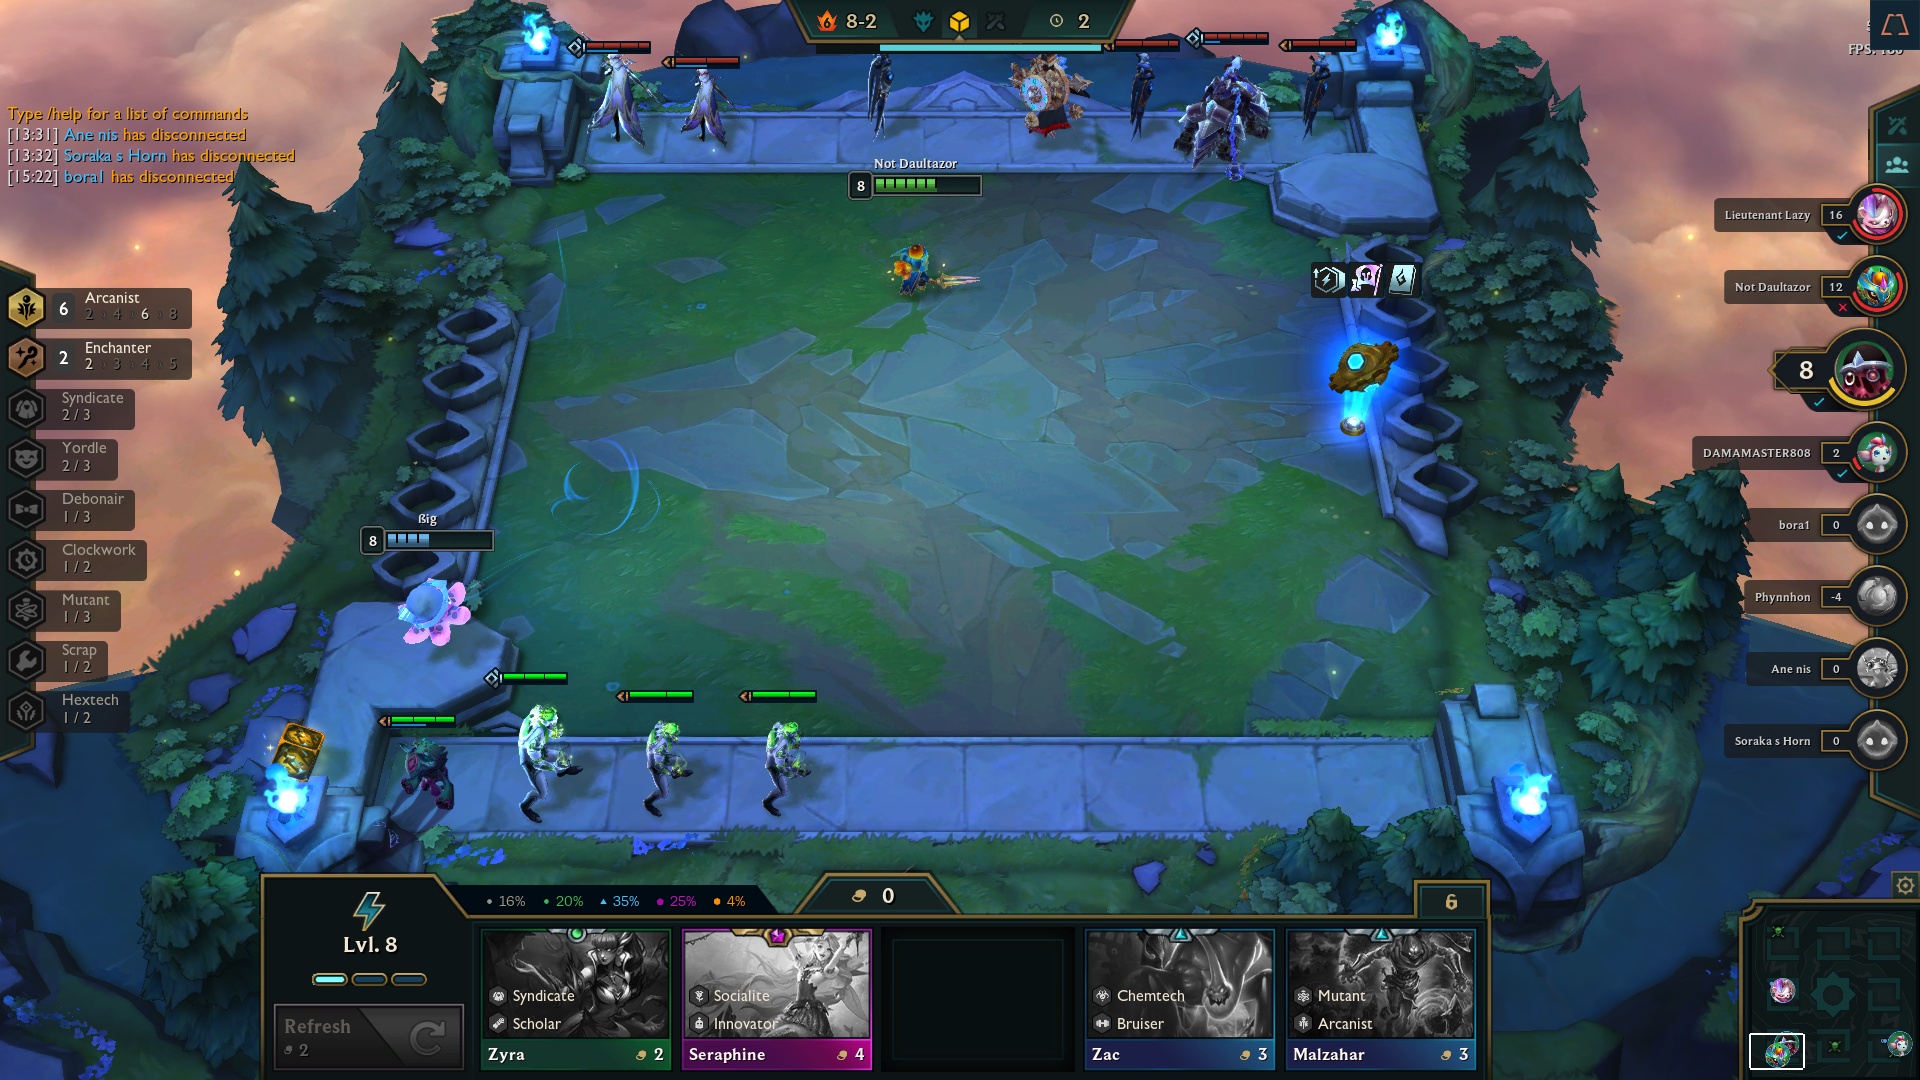 8-2
2
Type /help for a list of commands
[13:31] Ane nis has disconnected
[13:32] Soraka s Horn has disconnected
[15:22] bora1 has disconnected
Not Daultazor
8
Lieutenant Lazy 16
Not Daultazor 12
8
DAMAMASTER808 2
bora1 0
Phynnhon -4
Ane nis 0
Soraka s Horn 0
6 Arcanist
2 4 6 8
2 Enchanter
2 3 4 5
Syndicate
2 / 3
Yordle
2 / 3
Debonair
1 / 3
Clockwork
1 / 2
Mutant
1 / 3
Scrap
1 / 2
Hextech
1 / 2
ßig
8
16% 20% 35% 25% 4%
0
6
Lvl. 8
Refresh
2
Syndicate
Scholar
Zyra 2
Socialite
Innovator
Seraphine 4
Chemtech
Bruiser
Zac 3
Mutant
Arcanist
Malzahar 3